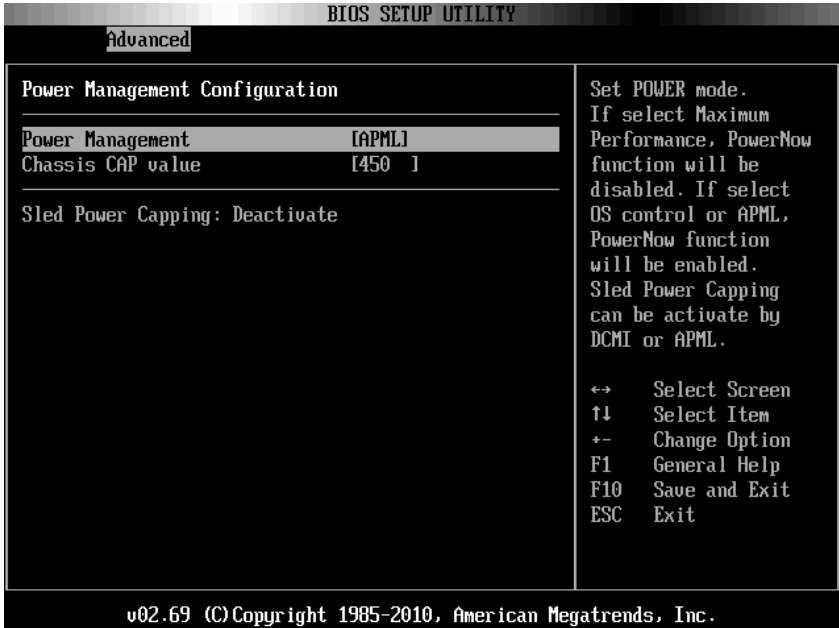 BIOS SETUP UTILITY
Advanced
Power Management Configuration
Power Management [APML]
Chassis CAP value [450 ]
Sled Power Capping: Deactivate
Set POWER mode.
If select Maximum
Performance, PowerNow
function will be
disabled. If select
OS control or APML,
PowerNow function
will be enabled.
Sled Power Capping
can be activate by
DCMI or APML.
←→ Select Screen
↑↓ Select Item
+- Change Option
F1 General Help
F10 Save and Exit
ESC Exit
v02.69 (C)Copyright 1985-2010, American Megatrends, Inc.